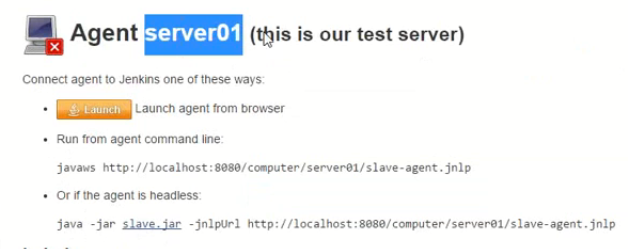 Agent server01 (this is our test server)
Connect agent to Jenkins one of these ways:
Launch Launch agent from browser
Run from agent command line:
javaws http://localhost:8080/computer/server01/slave-agent.jnlp
Or if the agent is headless:
java -jar slave.jar -jnlpUrl http://localhost:8080/computer/server01/slave-agent.jnlp